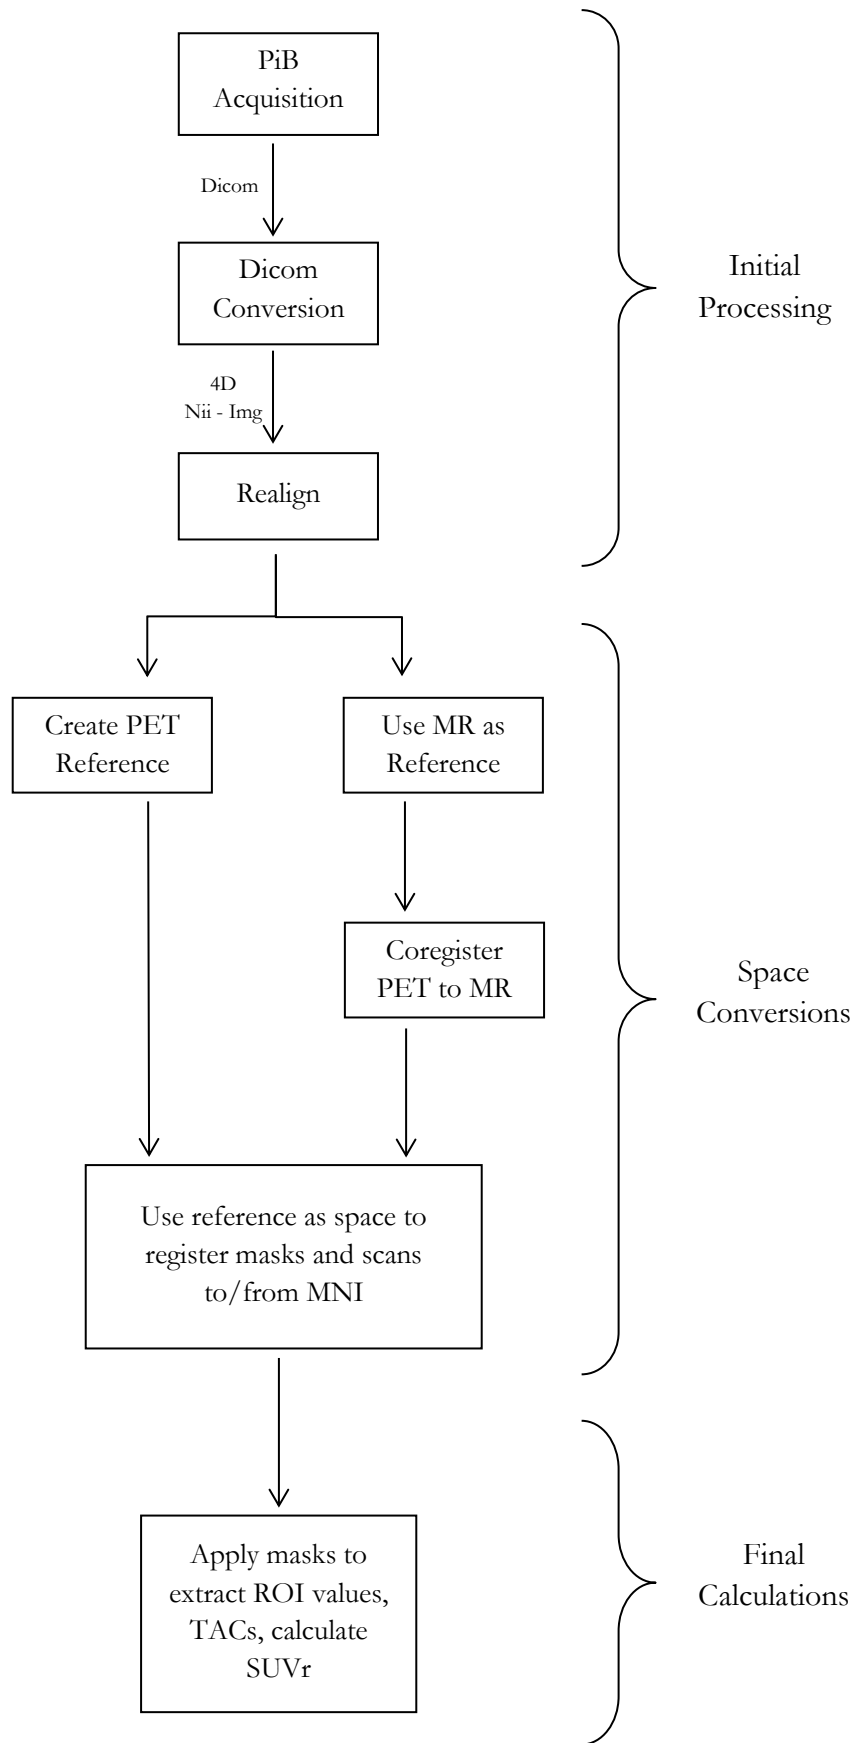 PiB
Acquisition
Dicom
Dicom
Conversion
4D
Nii - Img
Realign
Initial
Processing
Create PET
Reference
Use MR as
Reference
Coregister
PET to MR
Use reference as space to
register masks and scans
to/from MNI
Space
Conversions
Apply masks to
extract ROI values,
TACs, calculate
SUVr
Final
Calculations